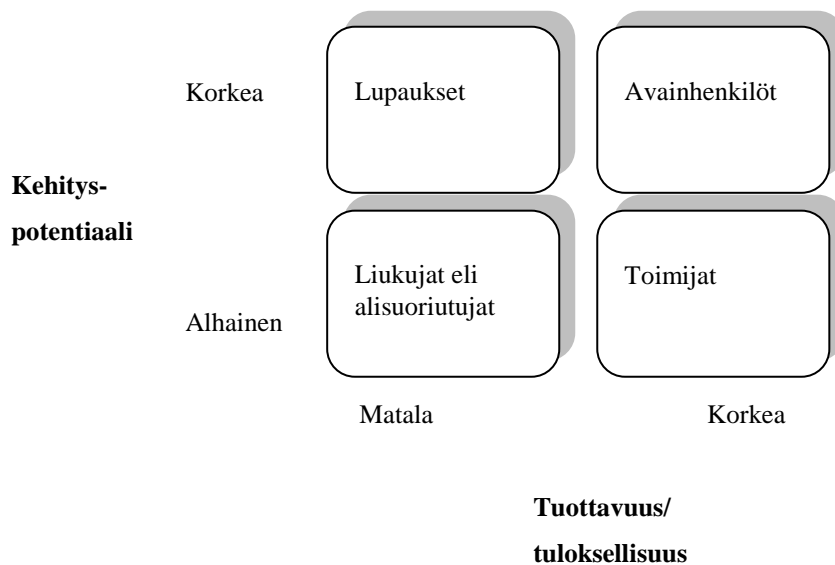 Korkea
Lupaukset
Avainhenkilöt
Kehitys-
potentiaali
Liukujat eli
alisuoriutujat
Toimijat
Alhainen
Matala
Korkea
Tuottavuus/
tuloksellisuus